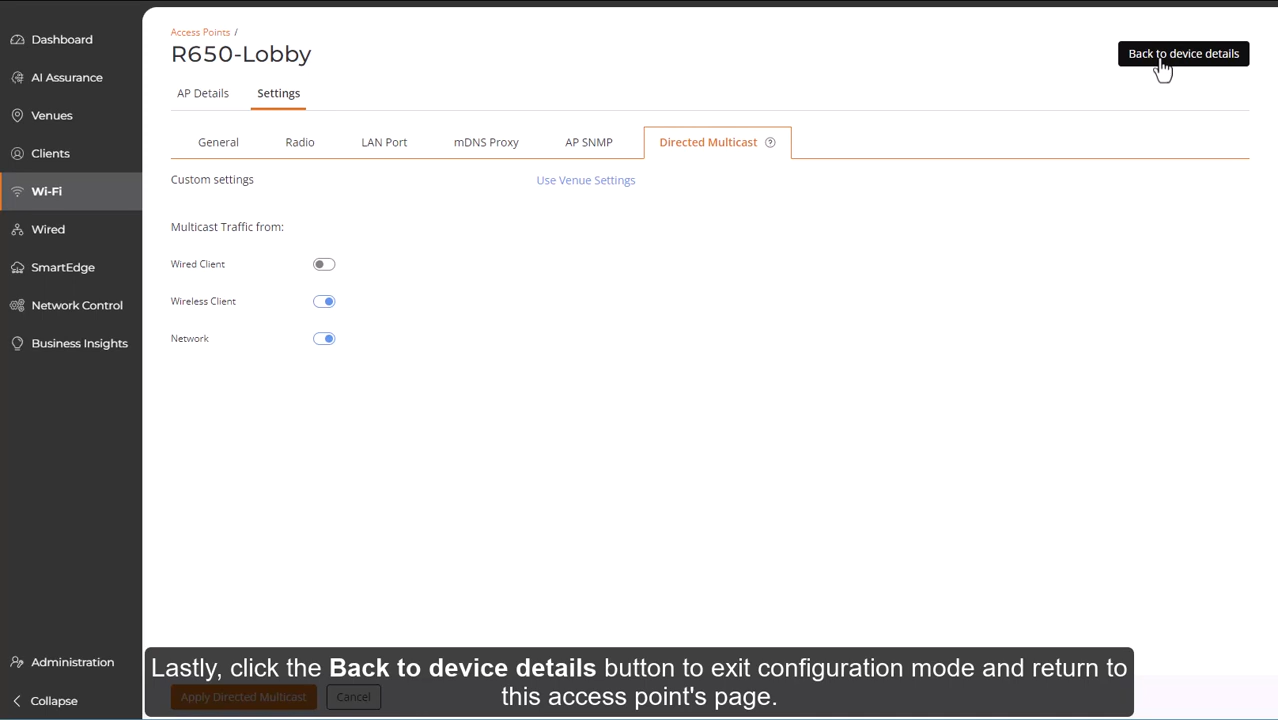 Dashboard
AI Assurance
Venues
Clients
Wi-Fi
Wired
SmartEdge
Network Control
Business Insights
Administration
Collapse
Access Points /
R650-Lobby
Back to device details
AP Details
Settings
General
Radio
LAN Port
mDNS Proxy
AP SNMP
Directed Multicast ?
Custom settings
Use Venue Settings
Multicast Traffic from:
Wired Client
Wireless Client
Network
Apply Directed Multicast
Cancel
Lastly, click the Back to device details button to exit configuration mode and return to
this access point's page.